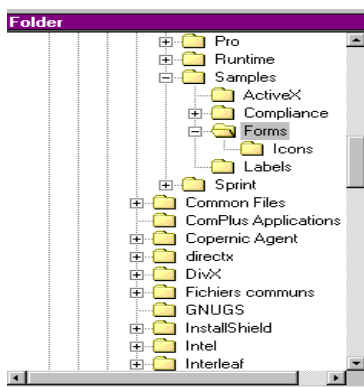 Folder
Pro
Runtime
Samples
ActiveX
Compliance
Forms
Icons
Labels
Sprint
Common Files
ComPlus Applications
Copernic Agent
directx
DivX
Fichiers communs
GNUGS
InstallShield
Intel
Interleaf